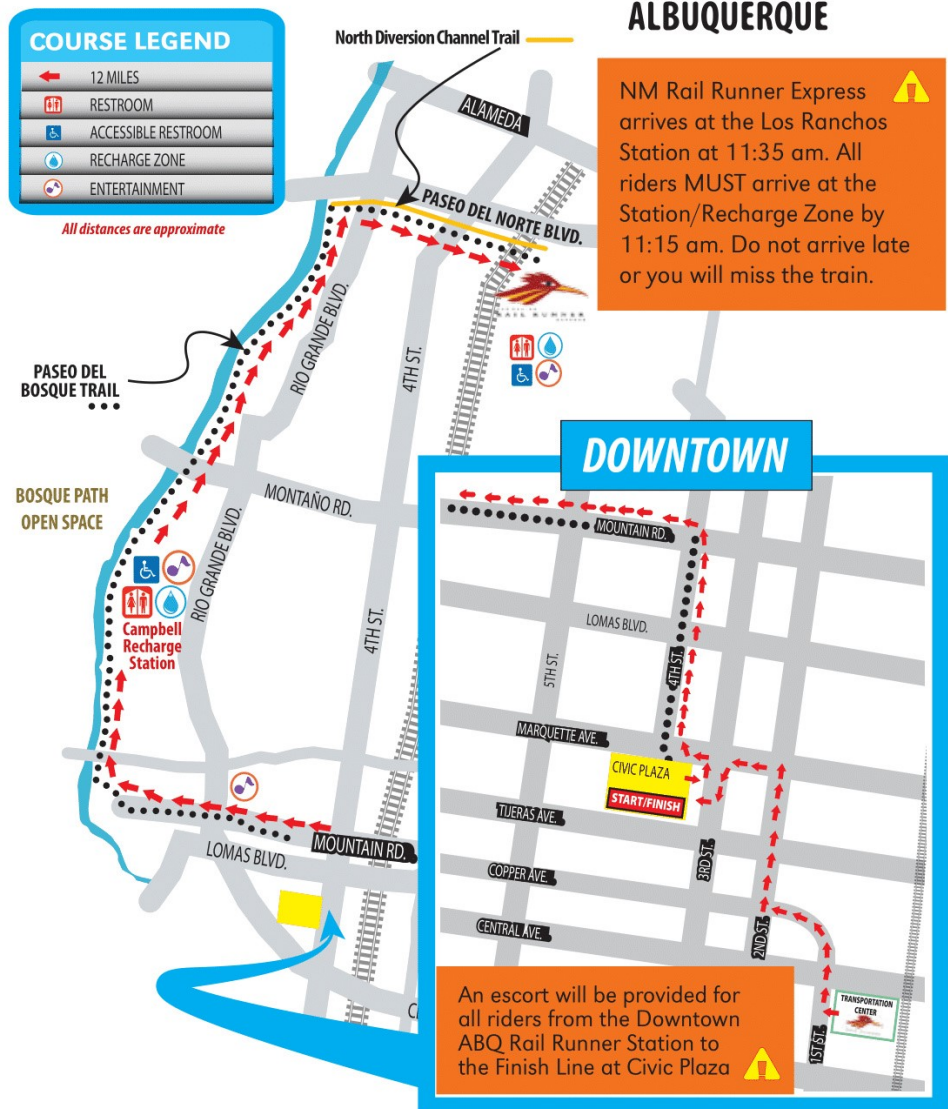 ALBUQUERQUE
COURSE LEGEND
12 MILES
RESTROOM
ACCESSIBLE RESTROOM
RECHARGE ZONE
ENTERTAINMENT
All distances are approximate
North Diversion Channel Trail
NM Rail Runner Express
arrives at the Los Ranchos
Station at 11:35 am. All
riders MUST arrive at the
Station/Recharge Zone by
11:15 am. Do not arrive late
or you will miss the train.
ALAMEDA
PASEO DEL NORTE BLVD.
RAIL RUNNER
RIO GRANDE BLVD.
4TH ST.
PASEO DEL
BOSQUE TRAIL
BOSQUE PATH
OPEN SPACE
MONTAÑO RD.
RIO GRANDE BLVD.
4TH ST.
Campbell
Recharge
Station
MOUNTAIN RD.
LOMAS BLVD.
DOWNTOWN
MOUNTAIN RD.
LOMAS BLVD.
5TH ST.
4TH ST.
MARQUETTE AVE.
CIVIC PLAZA
START/FINISH
TIJERAS AVE.
3RD ST.
COPPER AVE.
CENTRAL AVE.
2ND ST.
TRANSPORTATION
CENTER
1ST ST.
An escort will be provided for
all riders from the Downtown
ABQ Rail Runner Station to
the Finish Line at Civic Plaza